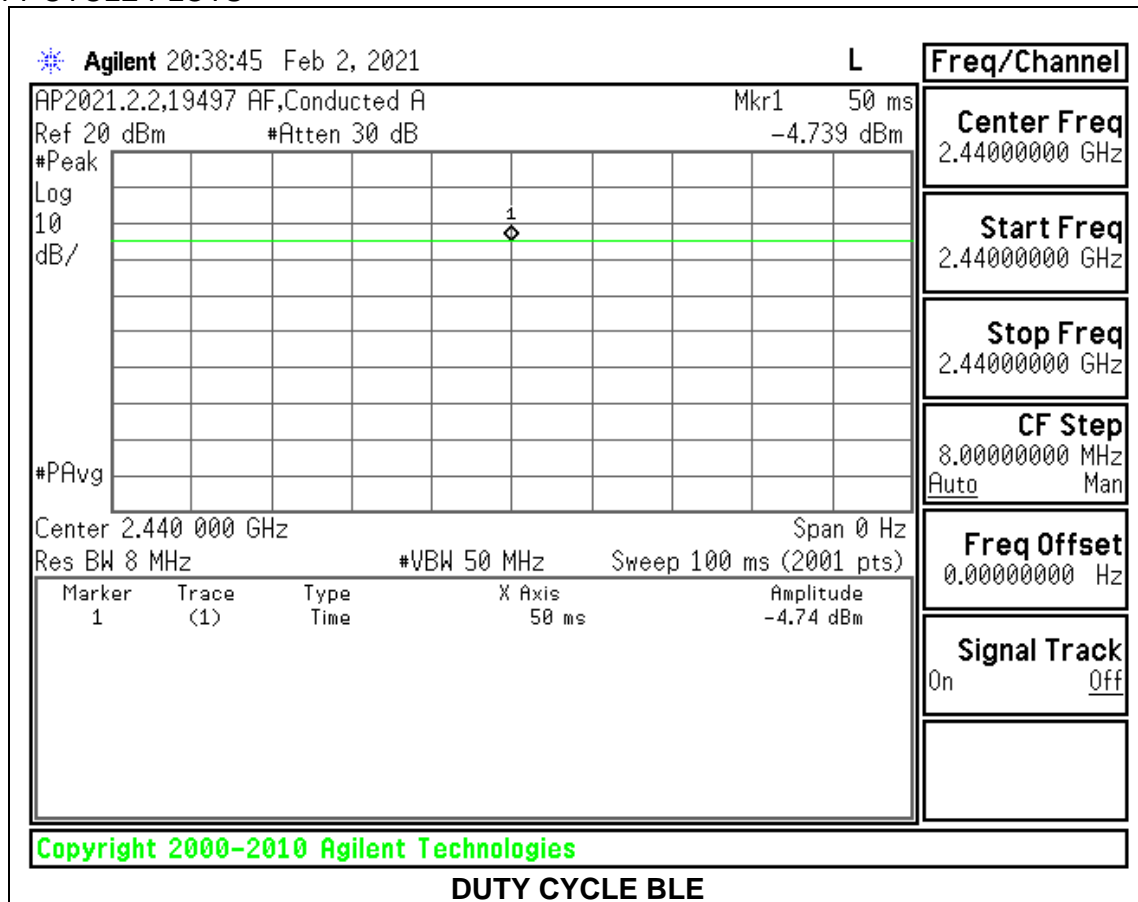 Agilent 20:38:45 Feb 2, 2021 L
AP2021.2.2,19497 AF,Conducted A Mkr1 50 ms
Ref 20 dBm #Atten 30 dB -4.739 dBm
#Peak
Log
10
dB/
1
#PAvg
Center 2.440 000 GHz Span 0 Hz
Res BW 8 MHz #VBW 50 MHz Sweep 100 ms (2001 pts)
Marker Trace Type X Axis Amplitude
1 (1) Time 50 ms -4.74 dBm
Freq/Channel
Center Freq
2.44000000 GHz
Start Freq
2.44000000 GHz
Stop Freq
2.44000000 GHz
CF Step
8.00000000 MHz
Auto Man
Freq Offset
0.00000000 Hz
Signal Track
On Off
Copyright 2000-2010 Agilent Technologies
DUTY CYCLE BLE